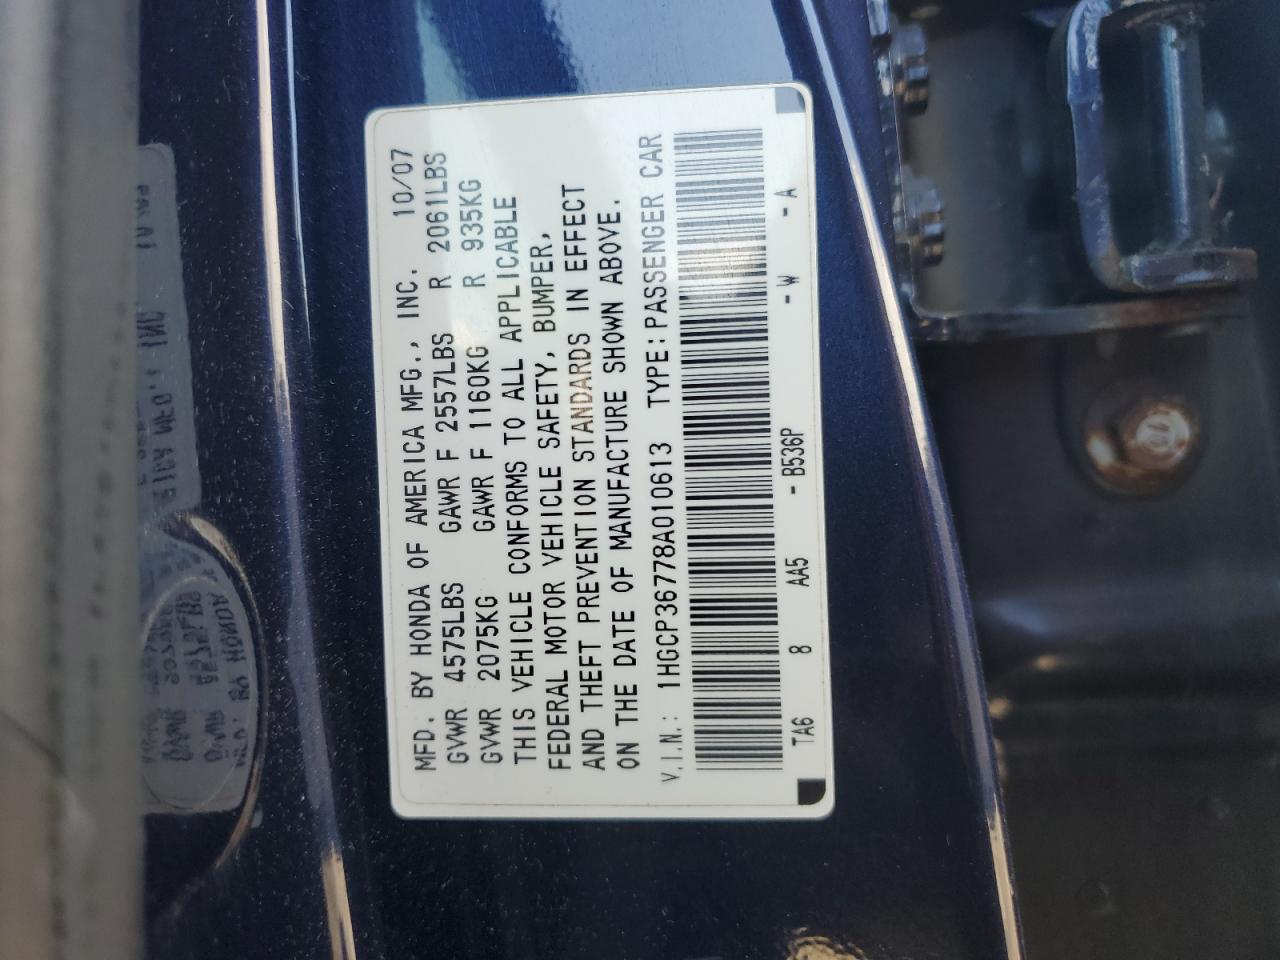 MFD. BY HONDA OF AMERICA MFG., INC. 10/07
GVWR 4575LBS GAWR F 2557LBS R 2061LBS
GVWR 2075KG GAWR F 1160KG R 935KG
THIS VEHICLE CONFORMS TO ALL APPLICABLE
FEDERAL MOTOR VEHICLE SAFETY, BUMPER,
AND THEFT PREVENTION STANDARDS IN EFFECT
ON THE DATE OF MANUFACTURE SHOWN ABOVE.
V.I.N.: 1HGCP36778A010613 TYPE:PASSENGER CAR
TA6 8 AA5 -B536P -W -A